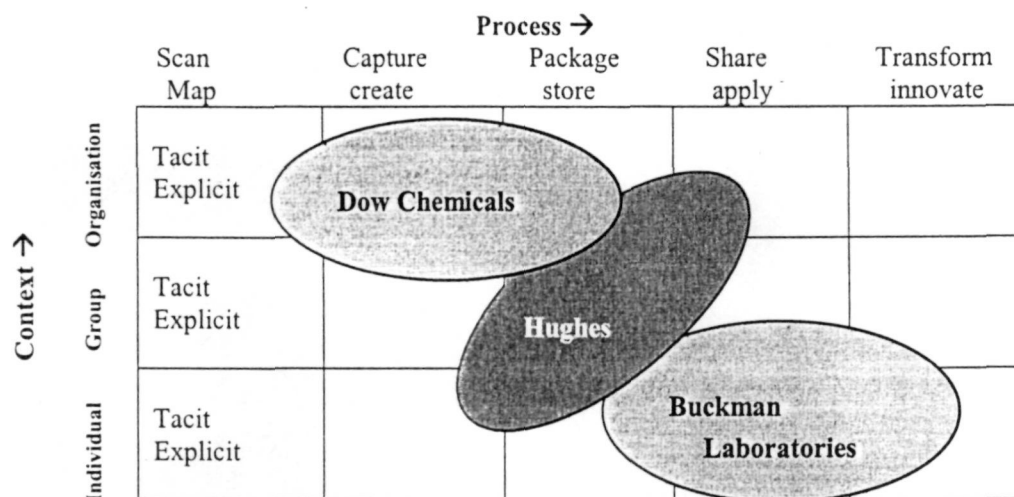 Process →
Scan Capture Package Share Transform
Map create store apply innovate
Context →
Organisation
Tacit
Explicit
Dow Chemicals
Group
Tacit
Explicit
Hughes
Individual
Tacit
Explicit
Buckman
Laboratories